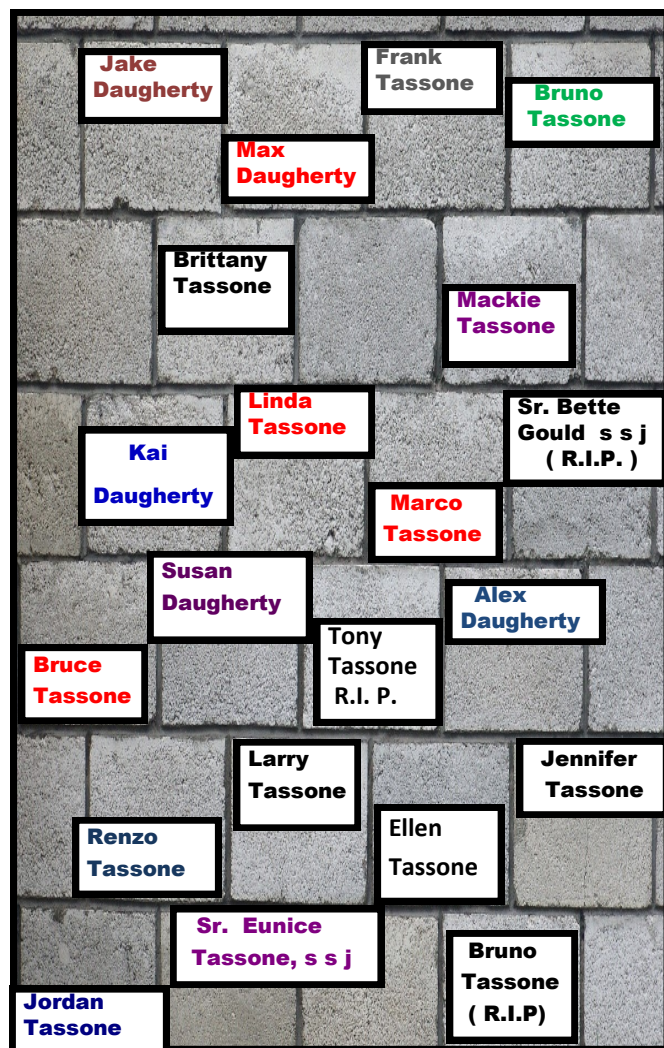 Jake
Daugherty
Frank
Tassone
Bruno
Tassone
Max
Daugherty
Brittany
Tassone
Mackie
Tassone
Linda
Tassone
Sr. Bette
Gould s s j
( R.I.P. )
Kai
Daugherty
Marco
Tassone
Susan
Daugherty
Alex
Daugherty
Tony
Tassone
R.I. P.
Bruce
Tassone
Larry
Tassone
Jennifer
Tassone
Ellen
Tassone
Renzo
Tassone
Sr. Eunice
Tassone, s s j
Bruno
Tassone
( R.I.P)
Jordan
Tassone